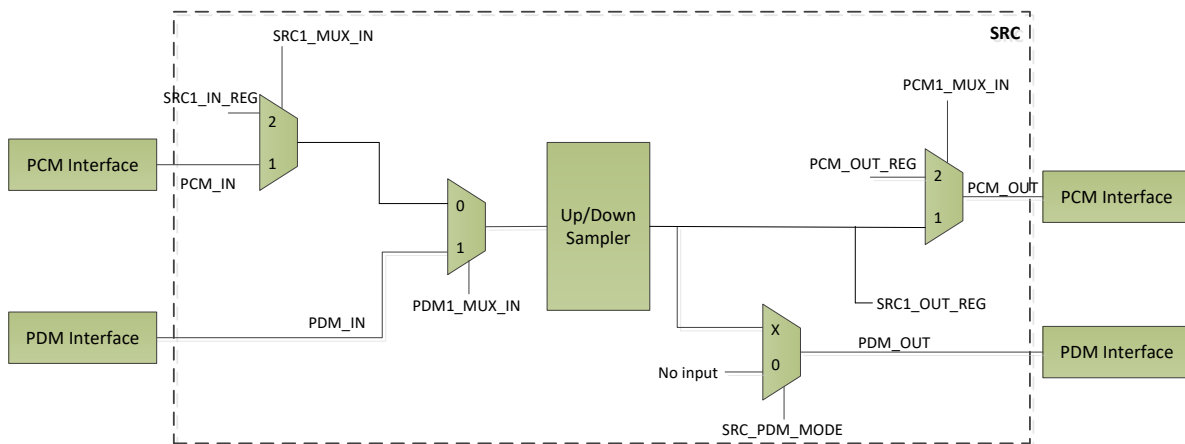 SRC1_MUX_IN
SRC
SRC1_IN_REG
2
1
PCM Interface
PCM_IN
PCM1_MUX_IN
PCM_OUT_REG
2
1
PCM_OUT
PCM Interface
0
1
PDM1_MUX_IN
Up/Down
Sampler
SRC1_OUT_REG
PDM Interface
PDM_IN
X
0
No input
SRC_PDM_MODE
PDM_OUT
PDM Interface